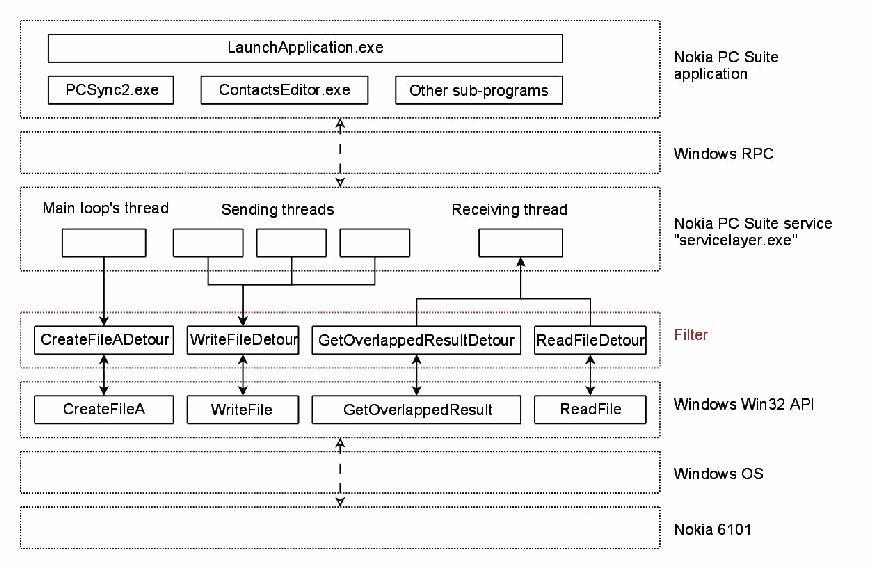 LaunchApplication.exe
PCSync2.exe
ContactsEditor.exe
Other sub-programs
Nokia PC Suite
application
Windows RPC
Main loop's thread
Sending threads
Receiving thread
Nokia PC Suite service
"servicelayer.exe"
CreateFileADetour
WriteFileDetour
GetOverlappedResultDetour
ReadFileDetour
Filter
CreateFileA
WriteFile
GetOverlappedResult
ReadFile
Windows Win32 API
Windows OS
Nokia 6101